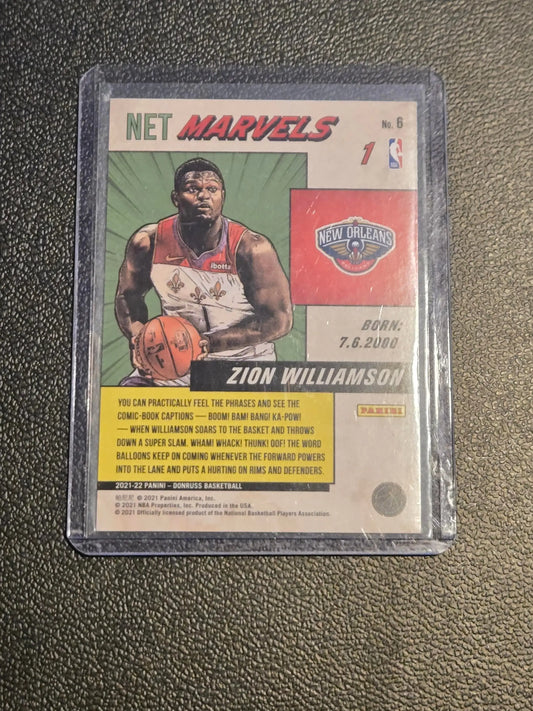 NET MARVELS
No. 6
1
NEW ORLEANS
ibotta
BORN:
7.6.2000
ZION WILLIAMSON
PANINI
YOU CAN PRACTICALLY FEEL THE PHRASES AND SEE THE
COMIC-BOOK CAPTIONS — BOOM! BAM! BANG! KA-POW!
— WHEN WILLIAMSON SOARS TO THE BASKET AND THROWS
DOWN A SUPER SLAM. WHAM! WHACK! THUNK! OOF! THE WORD
BALLOONS KEEP ON COMING WHENEVER THE FORWARD POWERS
INTO THE LANE AND PUTS A HURTING ON RIMS AND DEFENDERS.
2021-22 PANINI – DONRUSS BASKETBALL
帕尼尼 © 2021 Panini America, Inc.
© 2021 NBA Properties, Inc. Produced in the USA.
© 2021 Officially licensed product of the National Basketball Players Association.